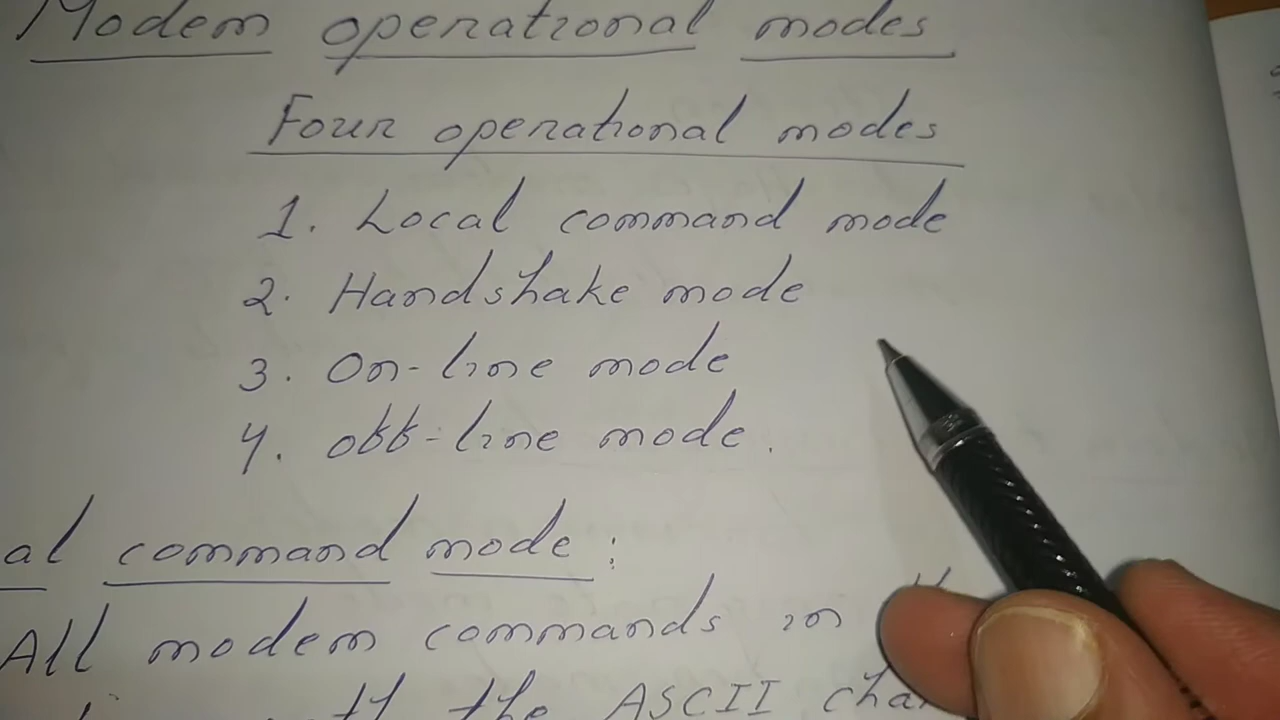 Modem operational modes
Four operational modes
1. Local command mode
2. Handshake mode
3. On-line mode
4. Off-line mode.
al command mode:
All modem commands in
the ASCII